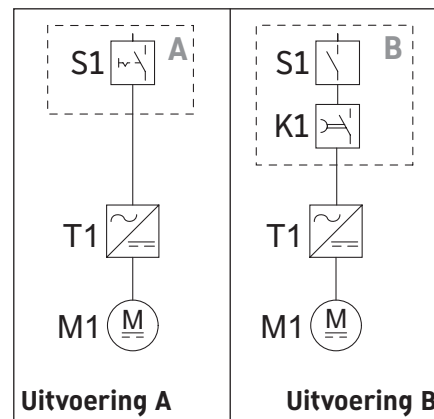 S1 A
T1
M1 M
Uitvoering A
S1 B
K1
T1
M1 M
Uitvoering B